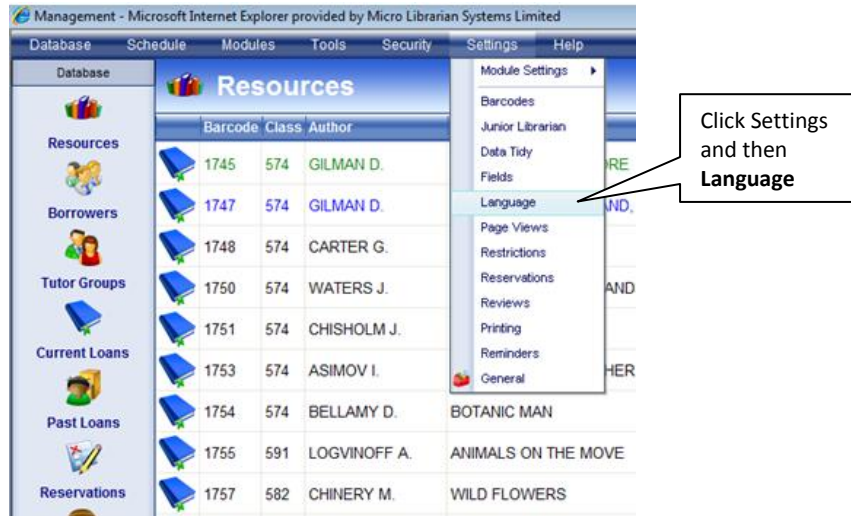 Management - Microsoft Internet Explorer provided by Micro Librarian Systems Limited
Database Schedule Modules Tools Security Settings Help
Database
Resources
Borrowers
Tutor Groups
Current Loans
Past Loans
Reservations
Resources
Barcode Class Author
1745 574 GILMAN D. RE
1747 574 GILMAN D. ND,
1748 574 CARTER G.
1750 574 WATERS J. AND
1751 574 CHISHOLM J.
1753 574 ASIMOV I. HER
1754 574 BELLAMY D. BOTANIC MAN
1755 591 LOGVINOFF A. ANIMALS ON THE MOVE
1757 582 CHINERY M. WILD FLOWERS
Module Settings
Barcodes
Junior Librarian
Data Tidy
Fields
Language
Page Views
Restrictions
Reservations
Reviews
Printing
Reminders
General
Click Settings
and then
Language